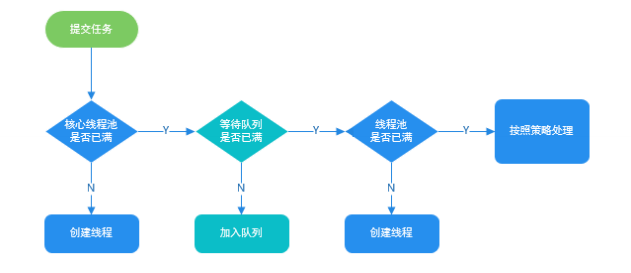 提交任务
核心线程池
是否已满
Y
等待队列
是否已满
Y
线程池
是否已满
Y
按照策略处理
N
N
N
创建线程
加入队列
创建线程